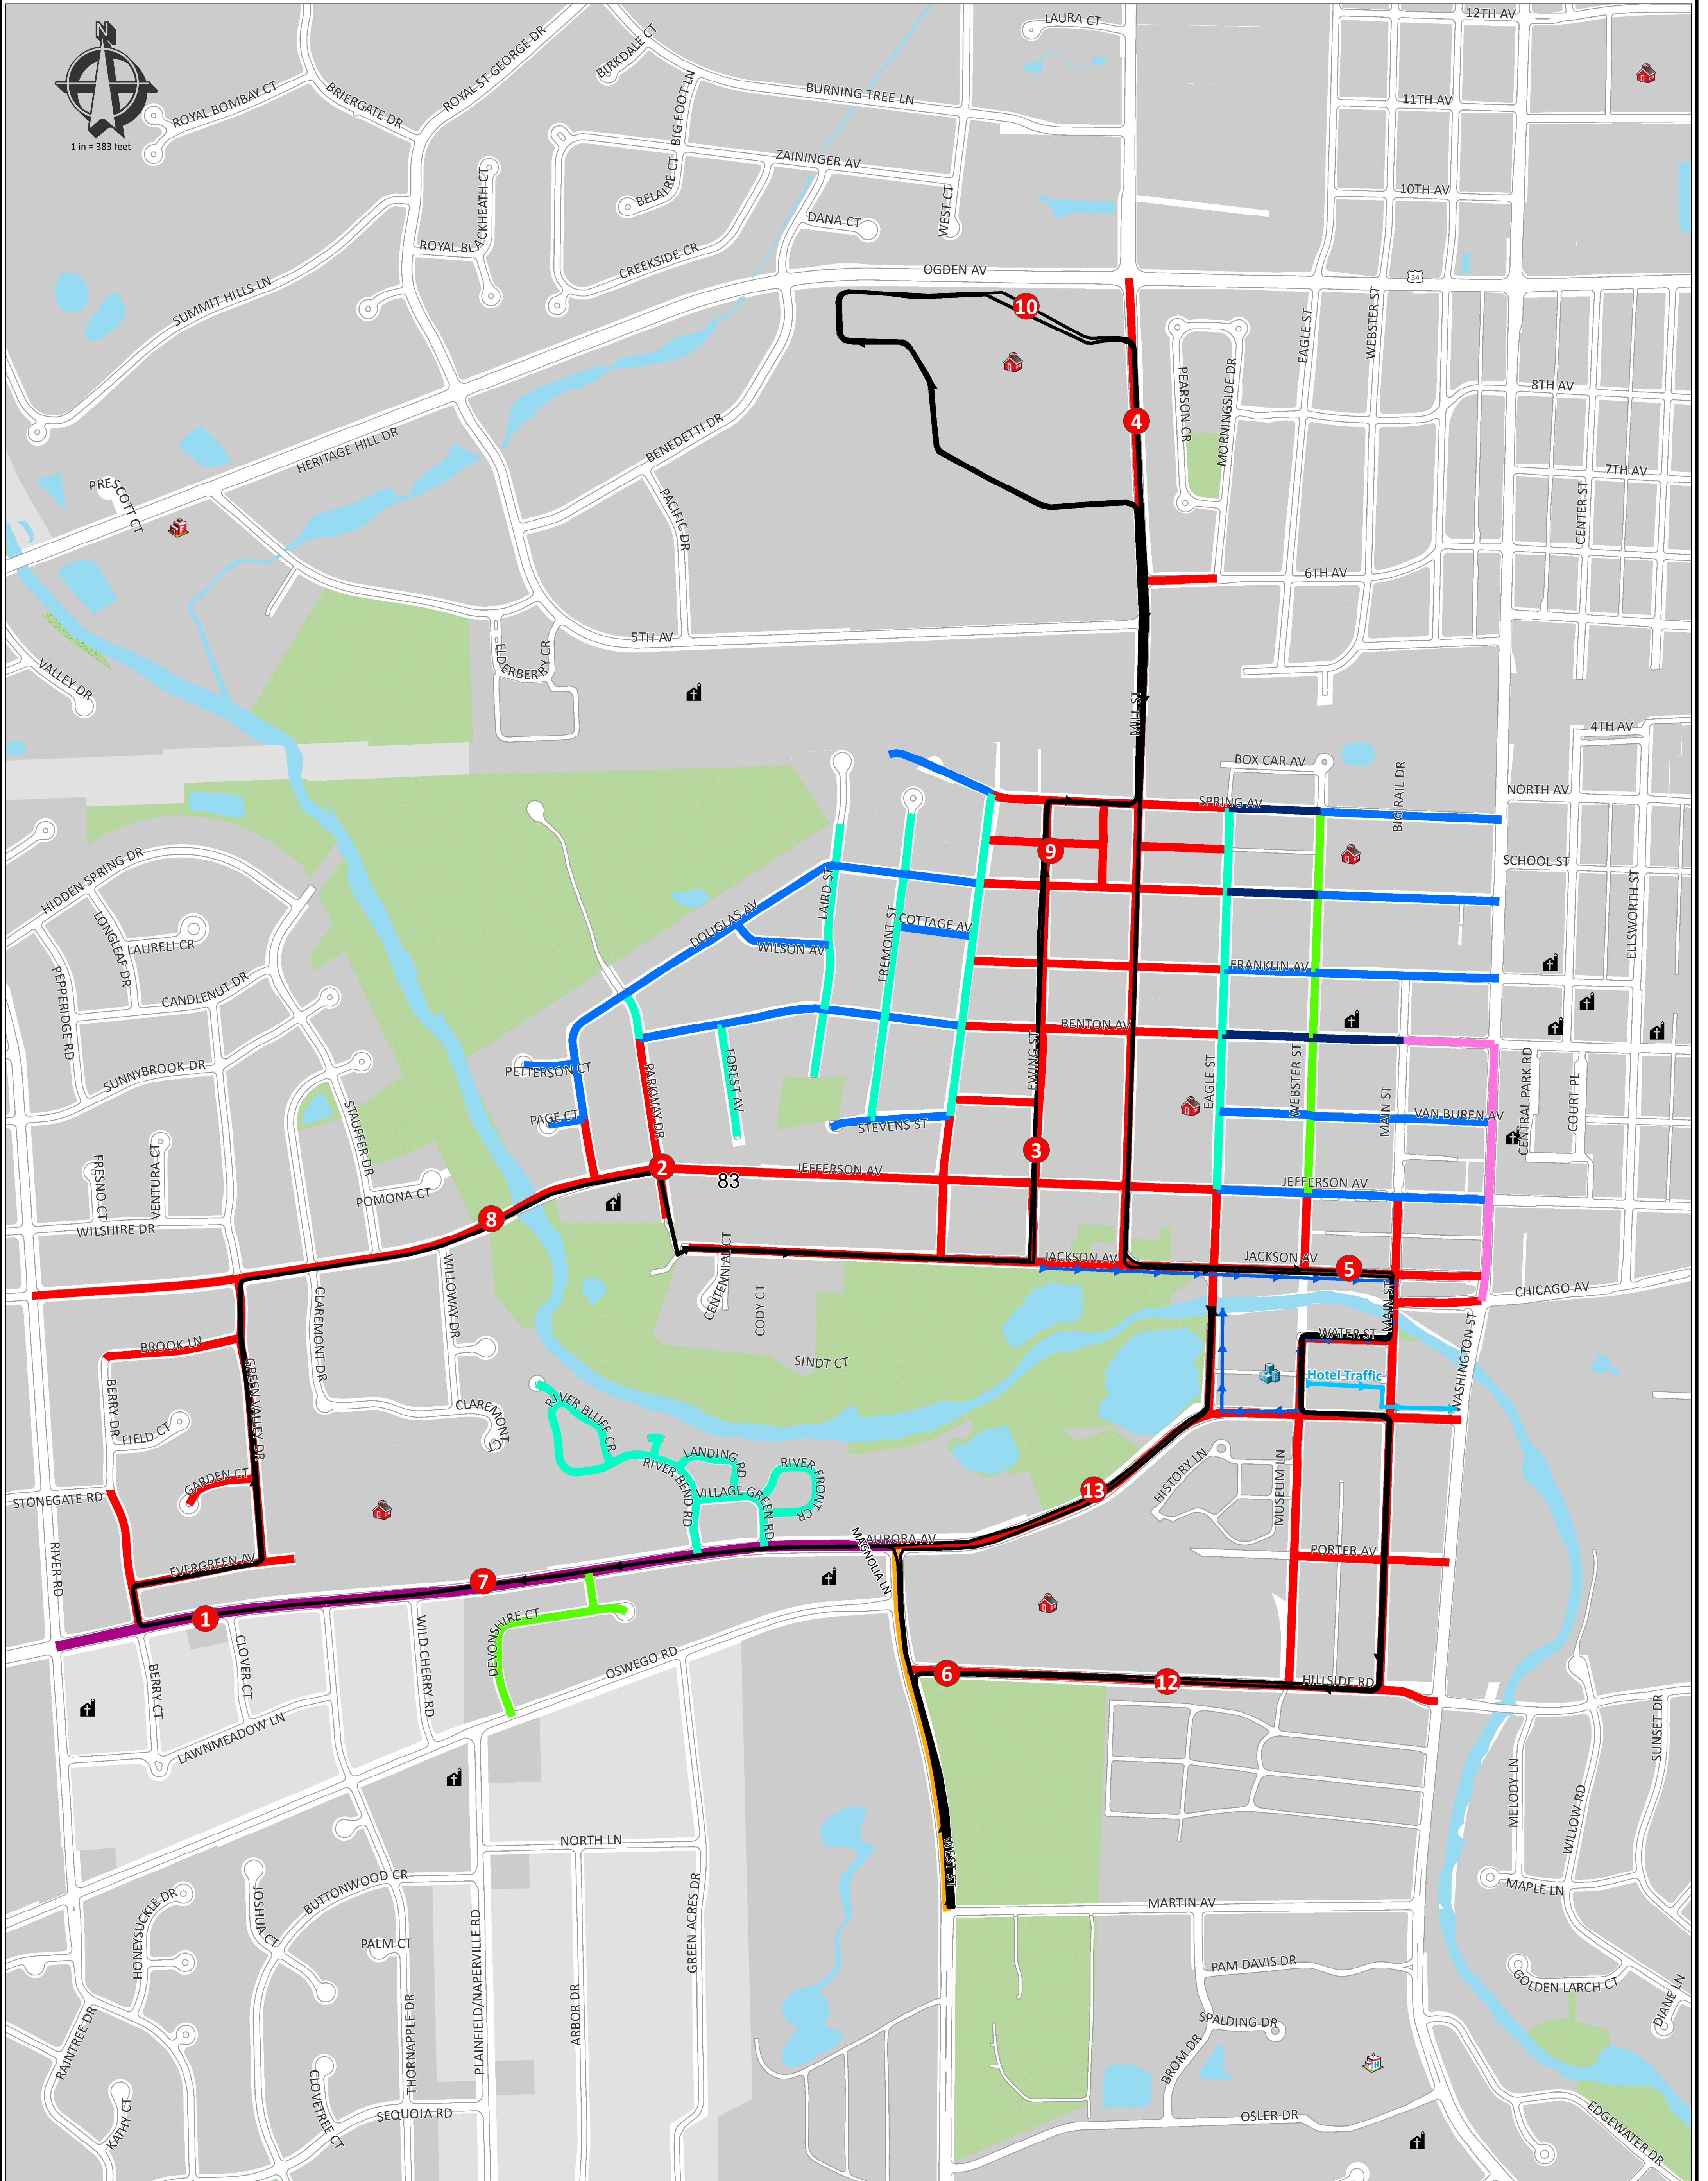 N
1 in = 383 feet
LAURA CT
12TH AV
ROYAL BOMBAY CT
BRIERGATE DR
ROYAL ST GEORGE DR
BIRKDALE CT
BIG FOOT LN
BURNING TREE LN
11TH AV
ZAININGER AV
BELAIRE CT
WEST CT
10TH AV
DANA CT
ROYAL BLACKHEATH CT
CREEKSIDE CR
OGDEN AV
34
SUMMIT HILLS LN
10
EAGLE ST
WEBSTER ST
PEARSON CR
MORNINGSIDE DR
8TH AV
4
HERITAGE HILL DR
BENEDETTI DR
7TH AV
PRESCOTT CT
PACIFIC DR
CENTER ST
6TH AV
5TH AV
ELDERBERRY CR
VALLEY DR
MILL ST
4TH AV
BOX CAR AV
BIG RAIL DR
NORTH AV
SPRING AV
9
SCHOOL ST
HIDDEN SPRING DR
LONGLEAF DR
LAURELI CR
LAIRD ST
DOUGLAS AV
WILSON AV
FREMONT ST
COTTAGE AV
ELLSWORTH ST
FRANKLIN AV
PEPPERIDGE RD
CANDLENUT DR
BENTON AV
SUNNYBROOK DR
PETTERSON CT
PARKWAY DR
FOREST AV
EWING ST
EAGLE ST
WEBSTER ST
MAIN ST
CENTRAL PARK RD
COURT PL
STAUFFER DR
PAGE CT
STEVENS ST
VAN BUREN AV
3
2
JEFFERSON AV
83
JEFFERSON AV
FRESNO CT
VENTURA CT
POMONA CT
WILSHIRE DR
8
CENTENNIAL CT
CODY CT
JACKSON AV
JACKSON AV
5
CHICAGO AV
WILLOWAY DR
CLAREMONT DR
MAIN ST
WATER ST
WASHINGTON ST
BROOK LN
SINDT CT
Hotel Traffic
GREEN VALLEY DR
BERRY DR
FIELD CT
CLAREMONT CT
RIVER BLUFF CR
GARDEN CT
STONEGATE RD
RIVER BEND RD
LANDING RD
VILLAGE GREEN RD
RIVER FRONT CR
13
HISTORY LN
MUSEUM LN
AURORA AV
MAGNOLIA LN
PORTER AV
EVERGREEN AV
RIVER RD
7
1
DEVONSHIRE CT
OSWEGO RD
6
12
HILLSIDE RD
BERRY CT
CLOVER CT
WILD CHERRY RD
LAWNMEADOW LN
SUNSET DR
MELODY LN
WILLOW RD
NORTH LN
WEST ST
MAPLE LN
MARTIN AV
BUTTONWOOD CR
HONEYSUCKLE DR
JOSHUA CT
PALM CT
PLAINFIELD/NAPERVILLE RD
GREEN ACRES DR
ARBOR DR
PAM DAVIS DR
GOLDEN LARCH CT
DIANE LN
RAINTREE DR
THORNAPPLE DR
SPALDING DR
BROM DR
KATHY CT
CLOVETREE CT
SEQUOIA RD
OSLER DR
EDGEWATER DR
H